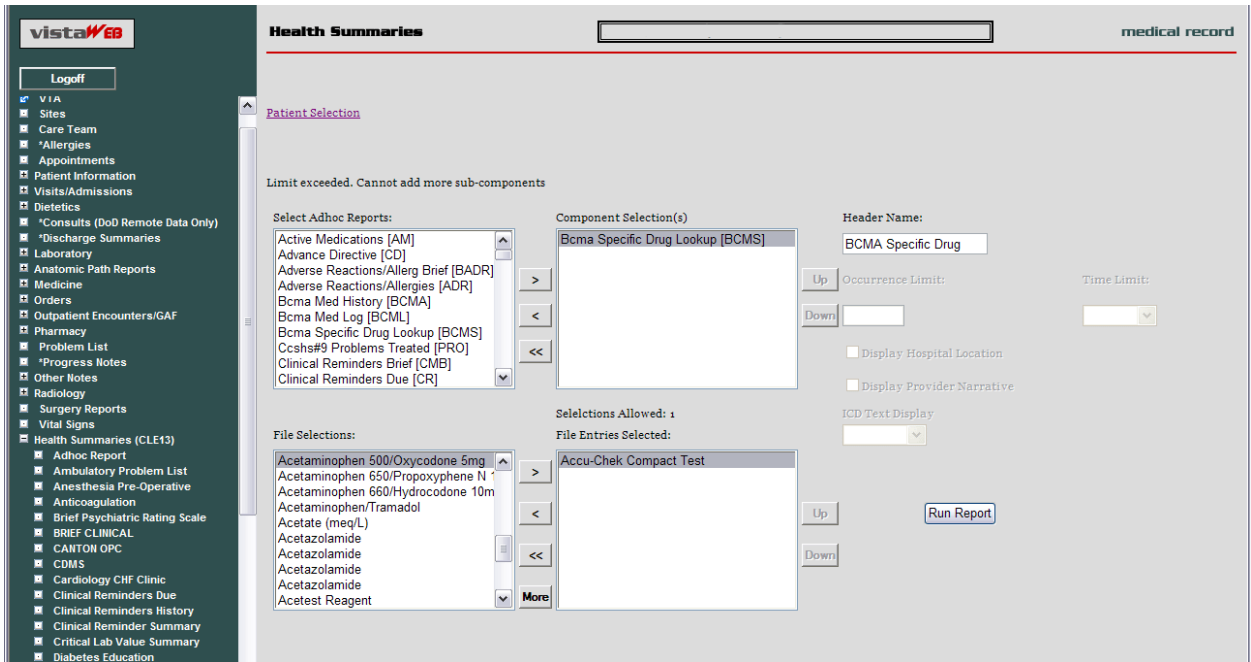 vistaWEB
Logoff
VTA
Sites
Care Team
*Allergies
Appointments
Patient Information
Visits/Admissions
Dietetics
*Consults (DoD Remote Data Only)
*Discharge Summaries
Laboratory
Anatomic Path Reports
Medicine
Orders
Outpatient Encounters/GAF
Pharmacy
Problem List
*Progress Notes
Other Notes
Radiology
Surgery Reports
Vital Signs
Health Summaries (CLE13)
Adhoc Report
Ambulatory Problem List
Anesthesia Pre-Operative
Anticoagulation
Brief Psychiatric Rating Scale
BRIEF CLINICAL
CANTON OPC
CDMS
Cardiology CHF Clinic
Clinical Reminders Due
Clinical Reminders History
Clinical Reminder Summary
Critical Lab Value Summary
Diabetes Education
Health Summaries
medical record
Patient Selection
Limit exceeded. Cannot add more sub-components
Select Adhoc Reports:
Active Medications [AM]
Advance Directive [CD]
Adverse Reactions/Allerg Brief [BADR]
Adverse Reactions/Allergies [ADR]
Bcma Med History [BCMA]
Bcma Med Log [BCML]
Bcma Specific Drug Lookup [BCMS]
Ccshs#9 Problems Treated [PRO]
Clinical Reminders Brief [CMB]
Clinical Reminders Due [CR]
>
<
<<
Component Selection(s)
Bcma Specific Drug Lookup [BCMS]
Up
Down
Header Name:
BCMA Specific Drug
Occurrence Limit:
Time Limit:
Display Hospital Location
Display Provider Narrative
ICD Text Display
Selelctions Allowed: 1
File Selections:
Acetaminophen 500/Oxycodone 5mg
Acetaminophen 650/Propoxyphene N 1
Acetaminophen 660/Hydrocodone 10m
Acetaminophen/Tramadol
Acetate (meq/L)
Acetazolamide
Acetazolamide
Acetazolamide
Acetazolamide
Acetest Reagent
>
<
<<
More
File Entries Selected:
Accu-Chek Compact Test
Up
Down
Run Report